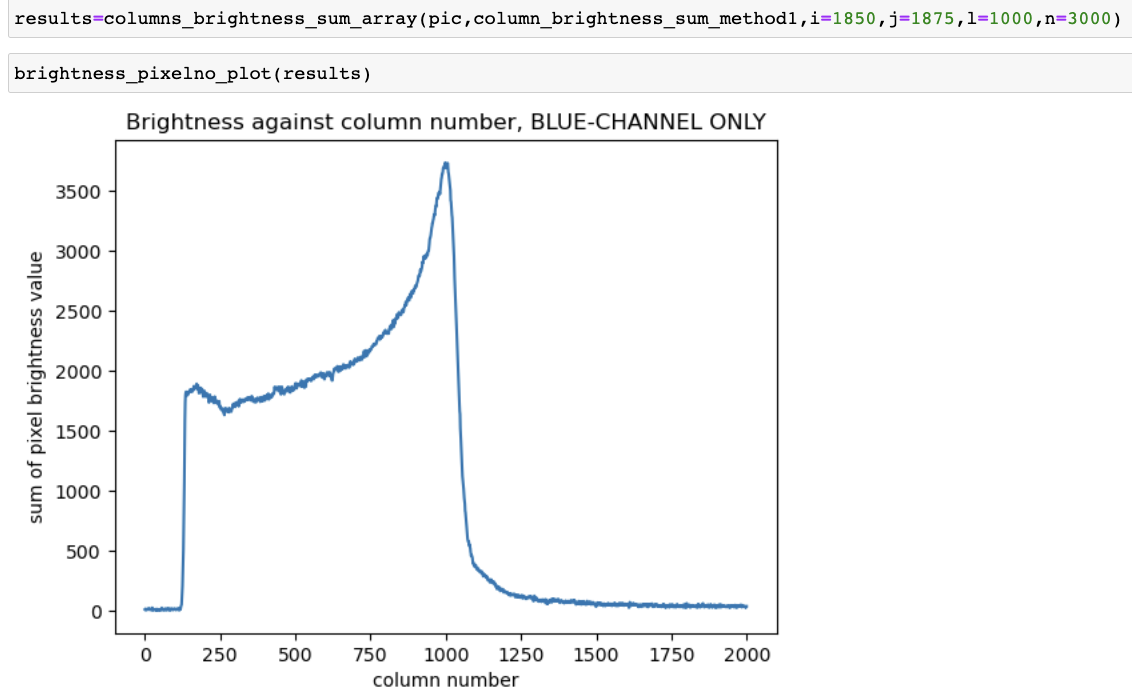 results=columns_brightness_sum_array(pic,column_brightness_sum_method1,i=1850,j=1875,l=1000,n=3000)
brightness_pixelno_plot(results)
Brightness against column number, BLUE-CHANNEL ONLY
sum of pixel brightness value
3500
3000
2500
2000
1500
1000
500
0
0 250 500 750 1000 1250 1500 1750 2000
column number